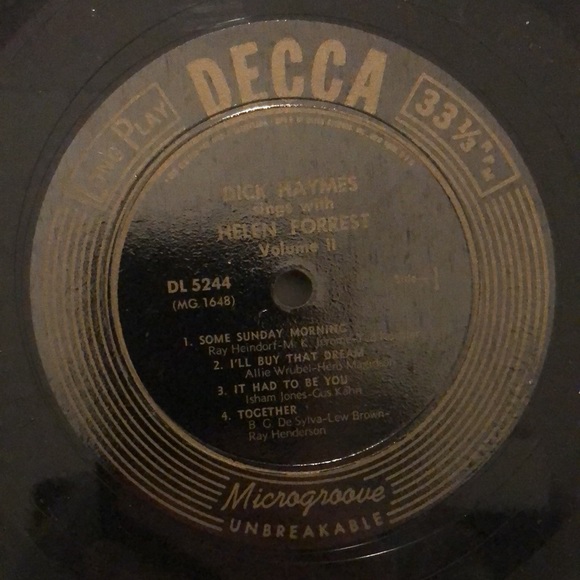 DECCA
LONG PLAY
33 1/3 RPM
DICK HAYMES
sings with
HELEN FORREST
Volume II
DL 5244
(MG 1648)
1. SOME SUNDAY MORNING
Ray Heindorf-M. K. Jerome-
2. I'LL BUY THAT DREAM
Allie Wrubel-Herb
3. IT HAD TO BE YOU
Isham Jones-Gus Kahn
4. TOGETHER
B. G. De Sylva-Lew Brown-
Ray Henderson
Microgroove
UNBREAKABLE